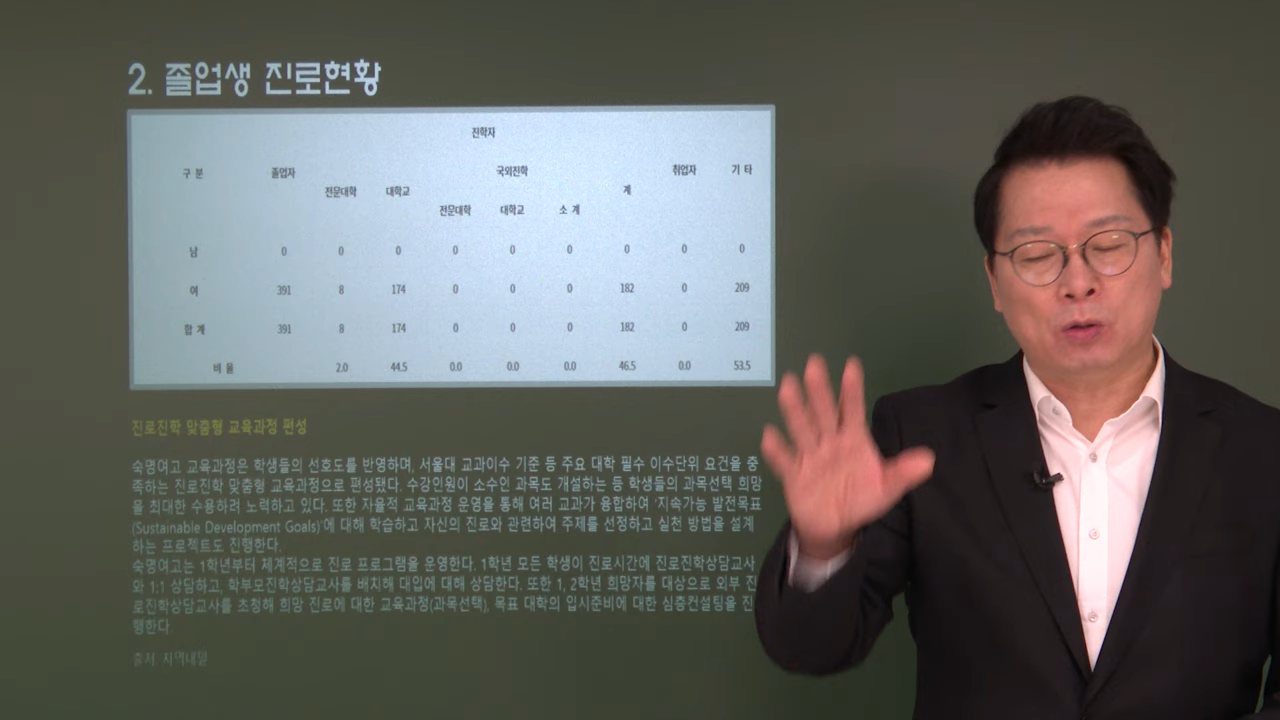 2. 졸업생 진로현황
진학자
구 분 졸업자 국외진학 취업자 기 타
전문대학 대학교 계
전문대학 대학교 소 계
남 0 0 0 0 0 0 0 0 0
여 391 8 174 0 0 0 182 0 209
합 계 391 8 174 0 0 0 182 0 209
비 율 2.0 44.5 0.0 0.0 0.0 46.5 0.0 53.5
진로진학 맞춤형 교육과정 편성
숙명여고 교육과정은 학생들의 선호도를 반영하며, 서울대 교과이수 기준 등 주요 대학 필수 이수단위 요건을 충
족하는 진로진학 맞춤형 교육과정으로 편성됐다. 수강인원이 소수인 과목도 개설하는 등 학생들의 과목선택 희망
을 최대한 수용하려 노력하고 있다. 또한 자율적 교육과정 운영을 통해 여러 교과가 융합하여 '지속가능 발전목표
(Sustainable Development Goals)'에 대해 학습하고 자신의 진로와 관련하여 주제를 선정하고 실천 방법을 설계
하는 프로젝트도 진행한다.
숙명여고는 1학년부터 체계적으로 진로 프로그램을 운영한다. 1학년 모든 학생이 진로시간에 진로진학상담교사
와 1:1 상담하고, 학부모진학상담교사를 배치해 대입에 대해 상담한다. 또한 1, 2학년 희망자를 대상으로 외부 진
로진학상담교사를 초청해 희망 진로에 대한 교육과정(과목선택), 목표 대학의 입시준비에 대한 심층컨설팅을 진
행한다.
출처. 지역내일